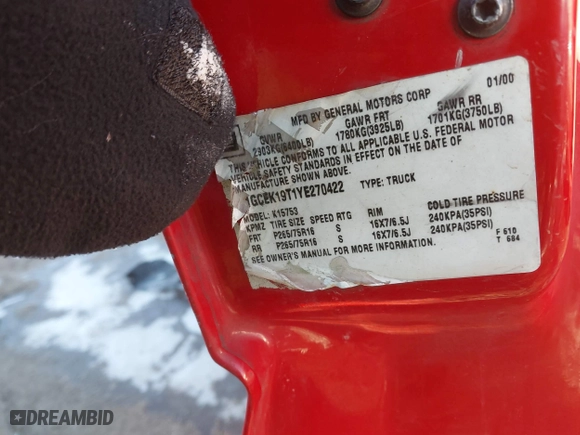 MFD BY GENERAL MOTORS CORP 01/00
GVWR GAWR FRT GAWR RR
2903KG(6400LB) 1780KG(3925LB) 1701KG(3750LB)
THIS VEHICLE CONFORMS TO ALL APPLICABLE U.S. FEDERAL MOTOR
VEHICLE SAFETY STANDARDS IN EFFECT ON THE DATE OF
MANUFACTURE SHOWN ABOVE.
GCEK19T1YE270422 TYPE: TRUCK
MODEL: K15753
KPMZ TIRE SIZE SPEED RTG RIM COLD TIRE PRESSURE
FRT P265/75R16 S 16X7/6.5J 240KPA(35PSI)
RR P265/75R16 S 16X7/6.5J 240KPA(35PSI)
SEE OWNER'S MANUAL FOR MORE INFORMATION.
F 610
T 684
DREAMBID